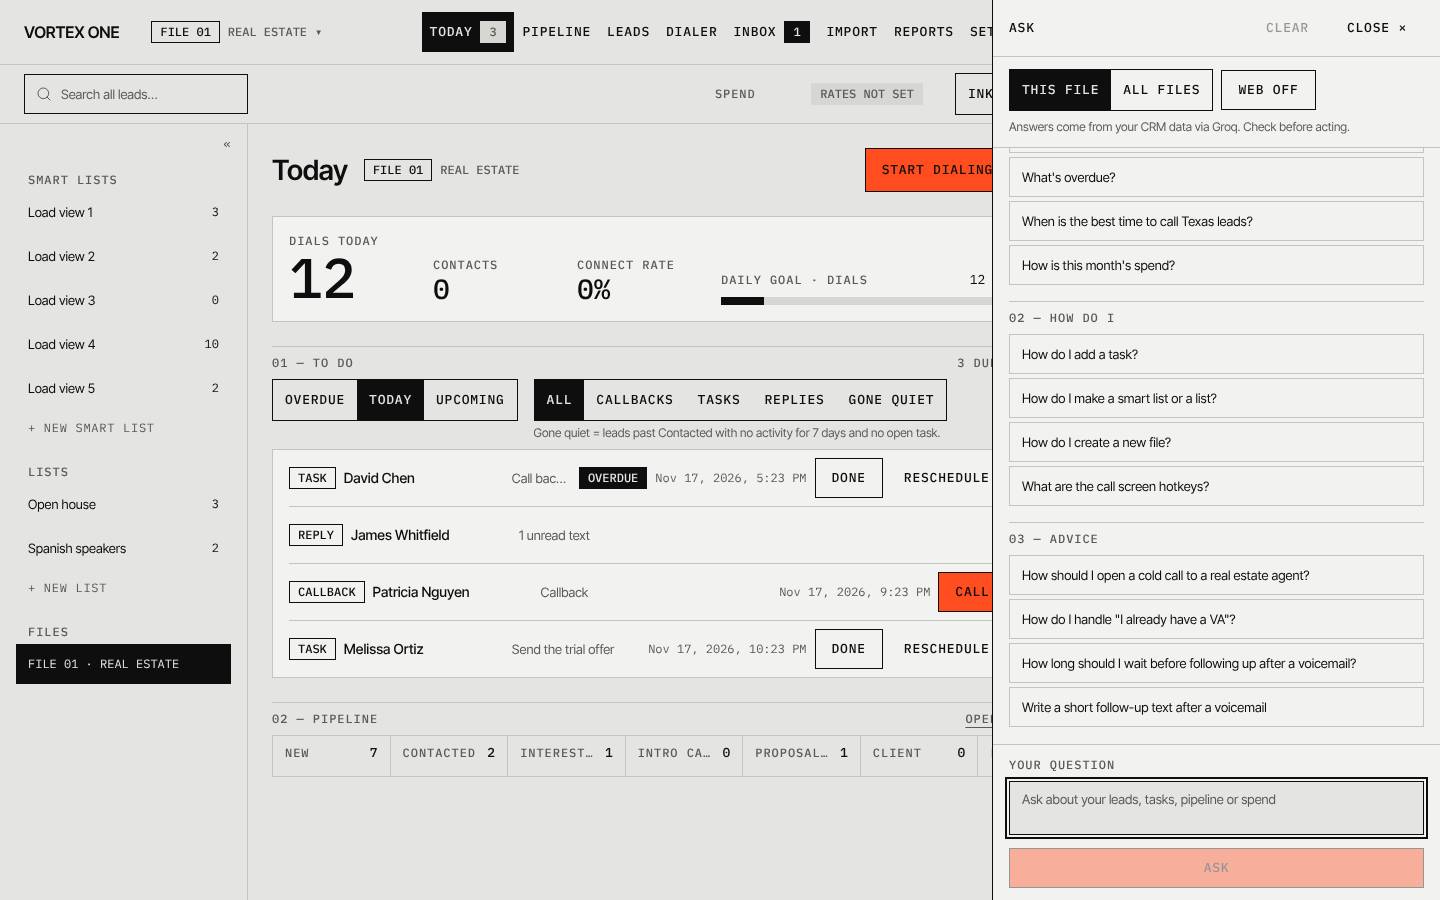 VORTEX ONE
FILE 01 REAL ESTATE ▾
TODAY 3 PIPELINE LEADS DIALER INBOX 1 IMPORT REPORTS SET
Search all leads...
SPEND RATES NOT SET INK
«
SMART LISTS
Load view 1 3
Load view 2 2
Load view 3 0
Load view 4 10
Load view 5 2
+ NEW SMART LIST
LISTS
Open house 3
Spanish speakers 2
+ NEW LIST
FILES
FILE 01 · REAL ESTATE
Today FILE 01 REAL ESTATE
START DIALING
DIALS TODAY
12
CONTACTS
0
CONNECT RATE
0%
DAILY GOAL · DIALS 12
01 — TO DO 3 DUE
OVERDUE TODAY UPCOMING
ALL CALLBACKS TASKS REPLIES GONE QUIET
Gone quiet = leads past Contacted with no activity for 7 days and no open task.
TASK David Chen Call bac... OVERDUE Nov 17, 2026, 5:23 PM DONE RESCHEDULE
REPLY James Whitfield 1 unread text
CALLBACK Patricia Nguyen Callback Nov 17, 2026, 9:23 PM CALL
TASK Melissa Ortiz Send the trial offer Nov 17, 2026, 10:23 PM DONE RESCHEDULE
02 — PIPELINE OPE
NEW 7 CONTACTED 2 INTEREST… 1 INTRO CA… 0 PROPOSAL… 1 CLIENT 0
ASK CLEAR CLOSE ×
THIS FILE ALL FILES WEB OFF
Answers come from your CRM data via Groq. Check before acting.
What's overdue?
When is the best time to call Texas leads?
How is this month's spend?
02 — HOW DO I
How do I add a task?
How do I make a smart list or a list?
How do I create a new file?
What are the call screen hotkeys?
03 — ADVICE
How should I open a cold call to a real estate agent?
How do I handle "I already have a VA"?
How long should I wait before following up after a voicemail?
Write a short follow-up text after a voicemail
YOUR QUESTION
Ask about your leads, tasks, pipeline or spend
ASK